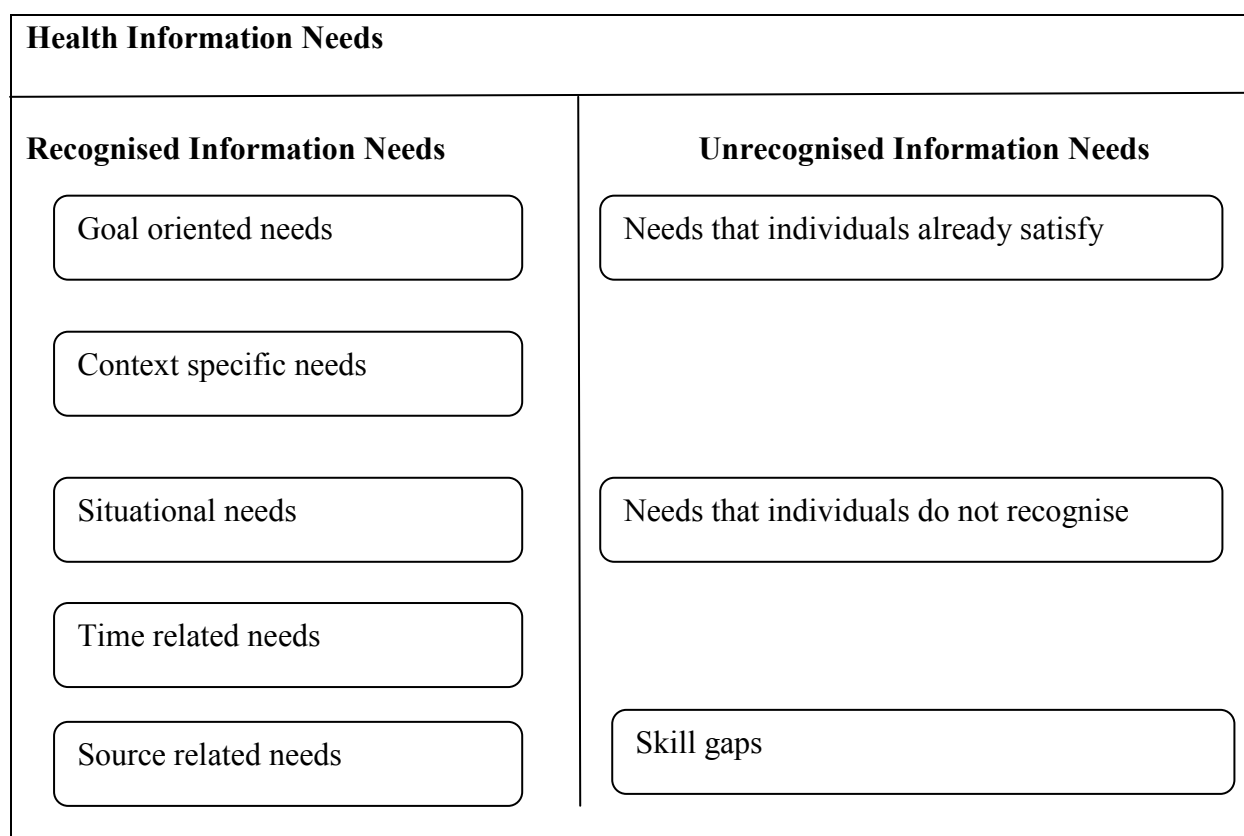 Health Information Needs
Recognised Information Needs
Goal oriented needs
Context specific needs
Situational needs
Time related needs
Source related needs
Unrecognised Information Needs
Needs that individuals already satisfy
Needs that individuals do not recognise
Skill gaps